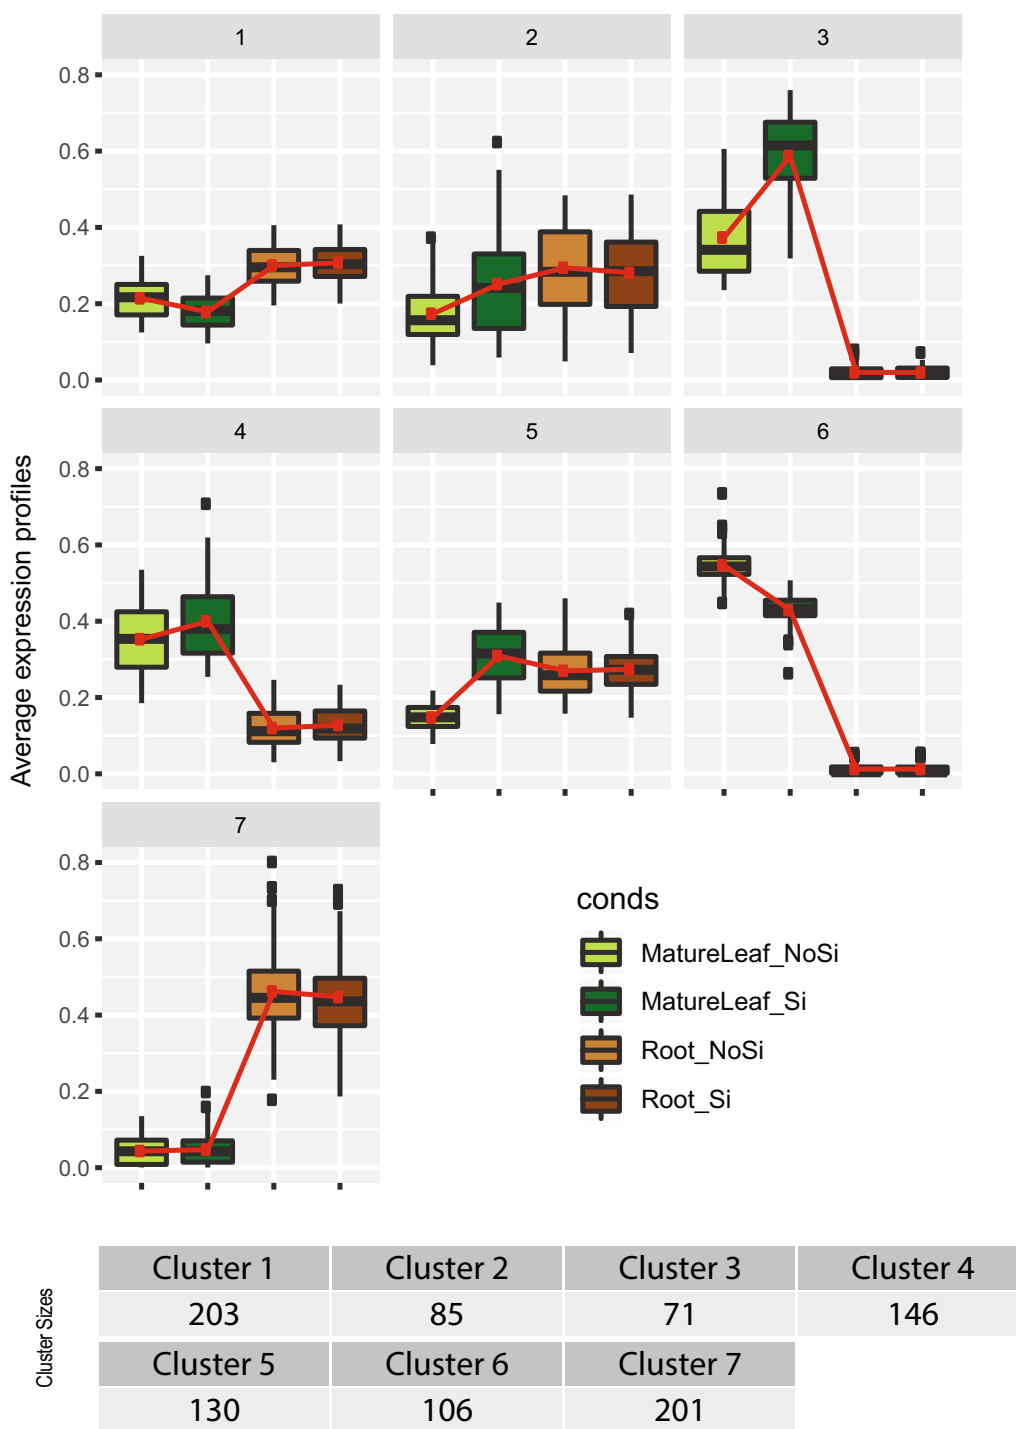 1 2 3
0.8
0.6
0.4
0.2
0.0
4 5 6
0.8
0.6
0.4
0.2
0.0
Average expression profiles
7
0.8
0.6
0.4
0.2
0.0
conds
MatureLeaf_NoSi
MatureLeaf_Si
Root_NoSi
Root_Si
Cluster Sizes
Cluster 1 Cluster 2 Cluster 3 Cluster 4
203 85 71 146
Cluster 5 Cluster 6 Cluster 7
130 106 201